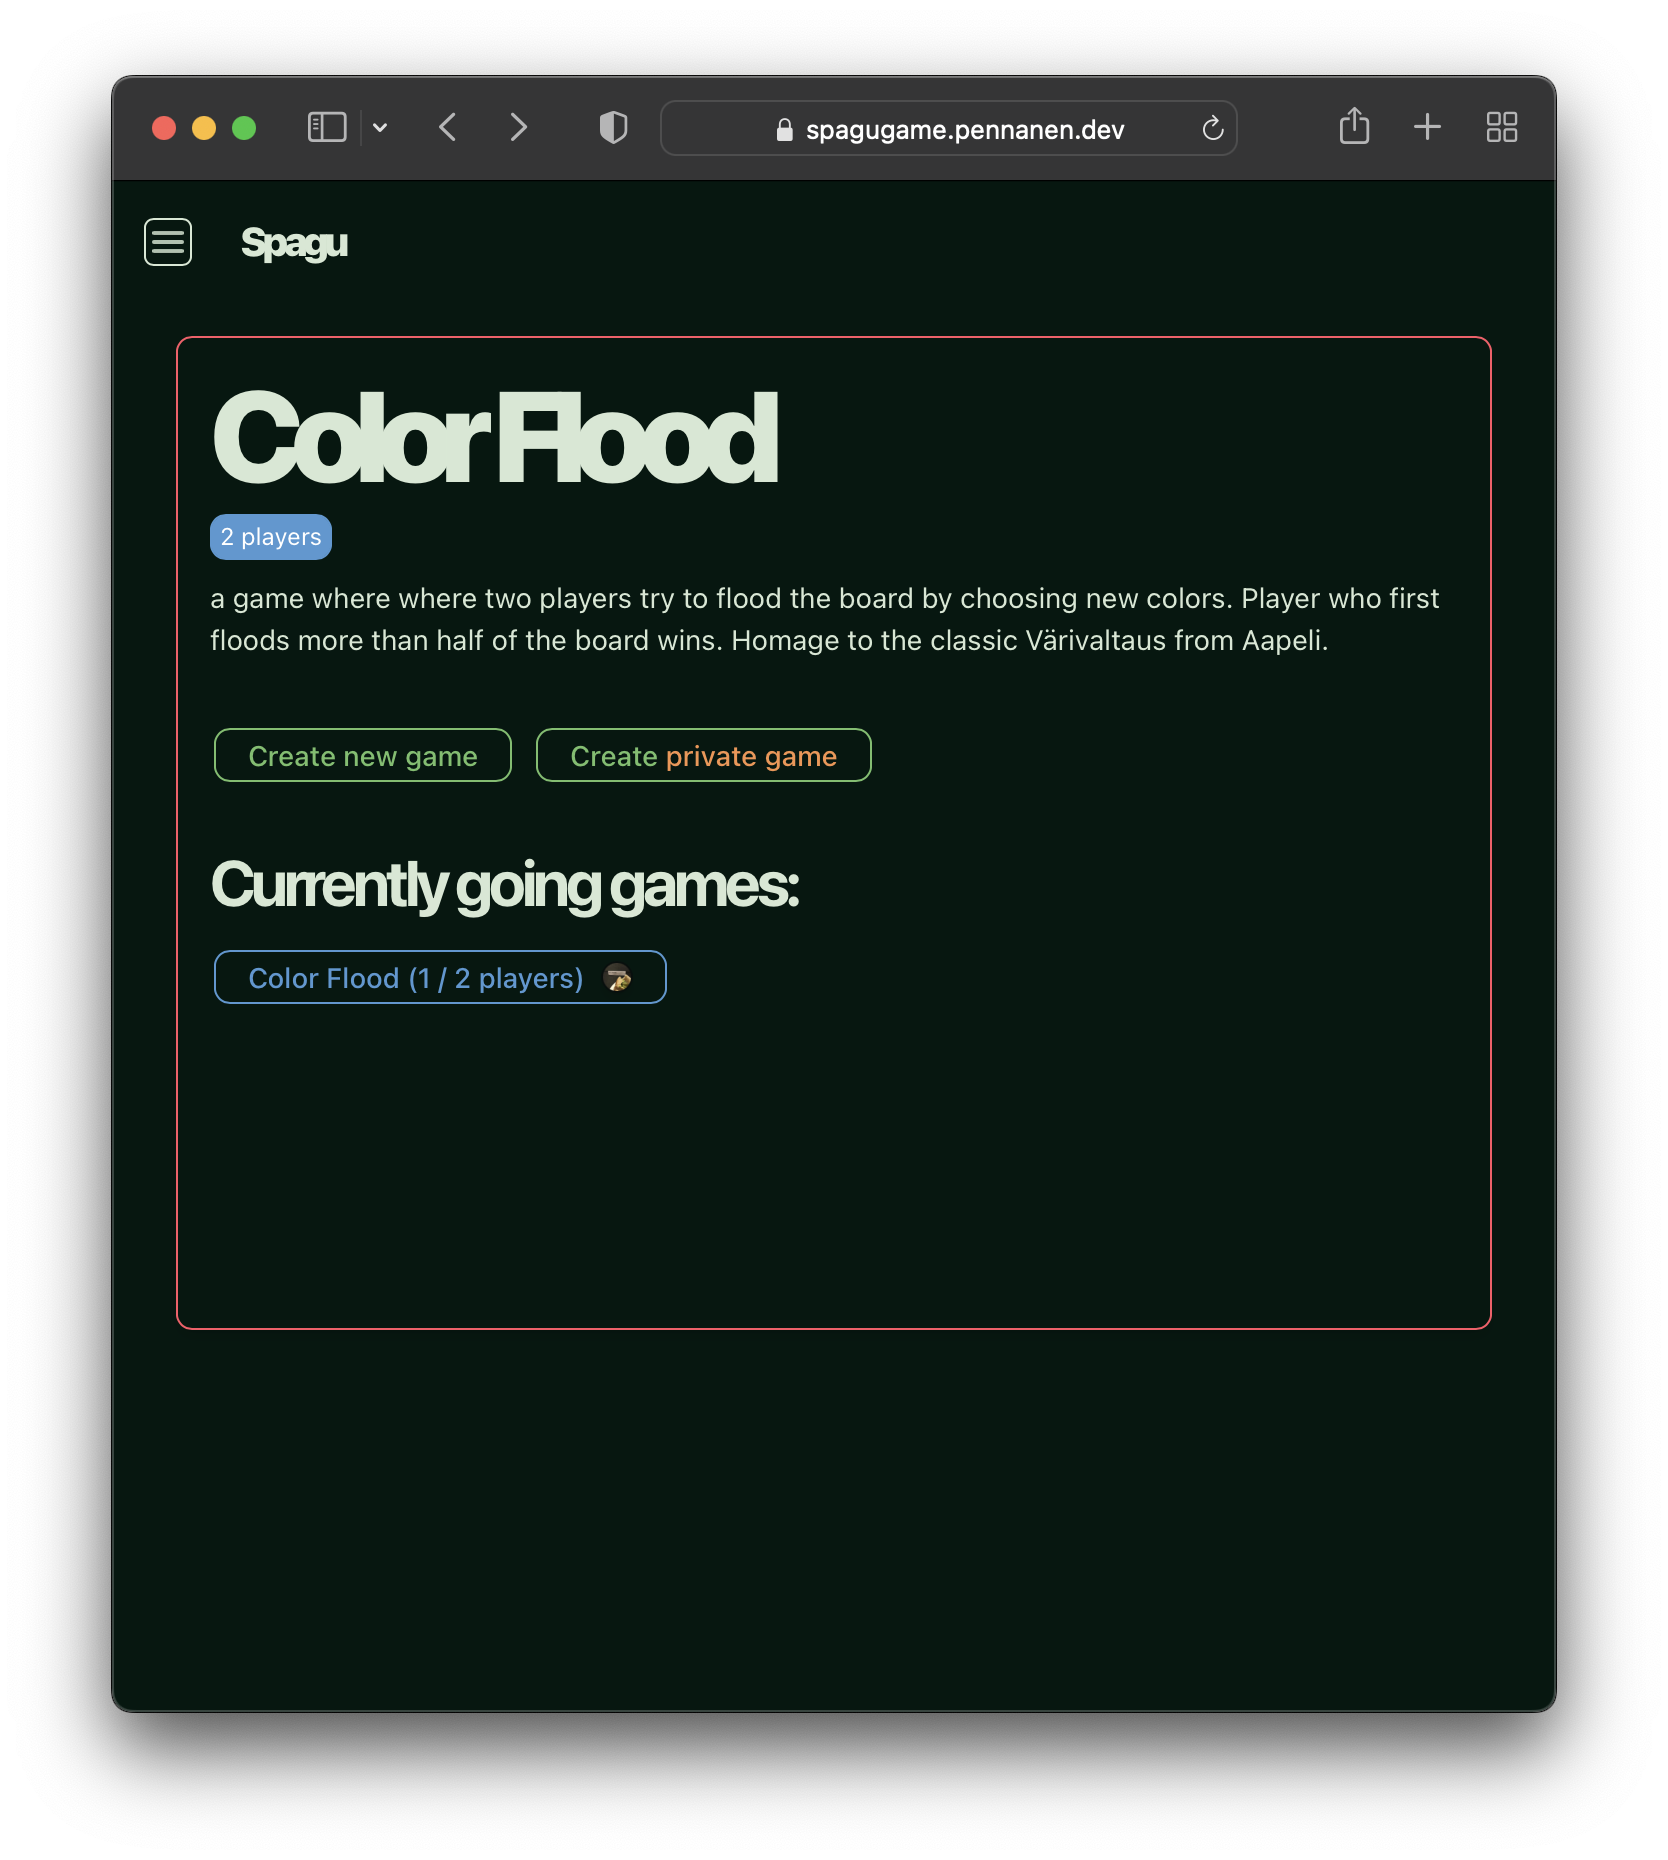 spagugame.pennanen.dev
Spagu
Color Flood
2 players
a game where where two players try to flood the board by choosing new colors. Player who first
floods more than half of the board wins. Homage to the classic Värivaltaus from Aapeli.
Create new game
Create private game
Currently going games:
Color Flood (1 / 2 players)